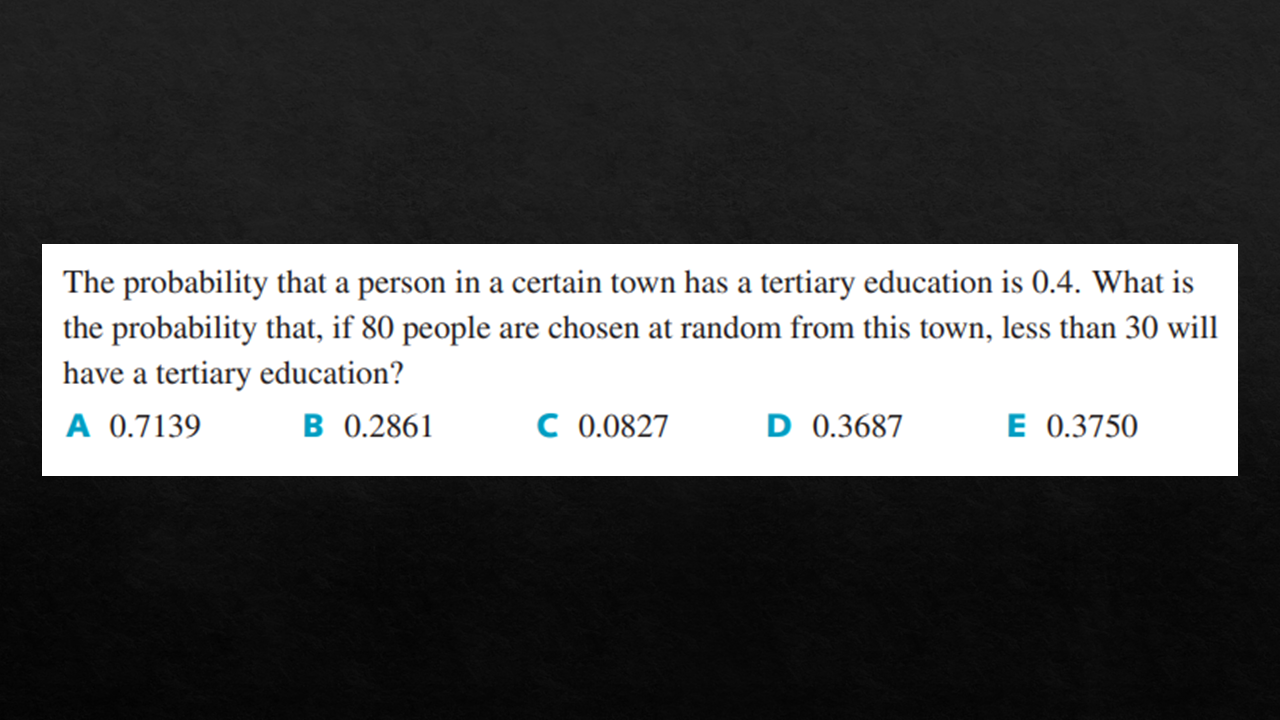 The probability that a person in a certain town has a tertiary education is 0.4. What is
the probability that, if 80 people are chosen at random from this town, less than 30 will
have a tertiary education?
A 0.7139 B 0.2861 C 0.0827 D 0.3687 E 0.3750